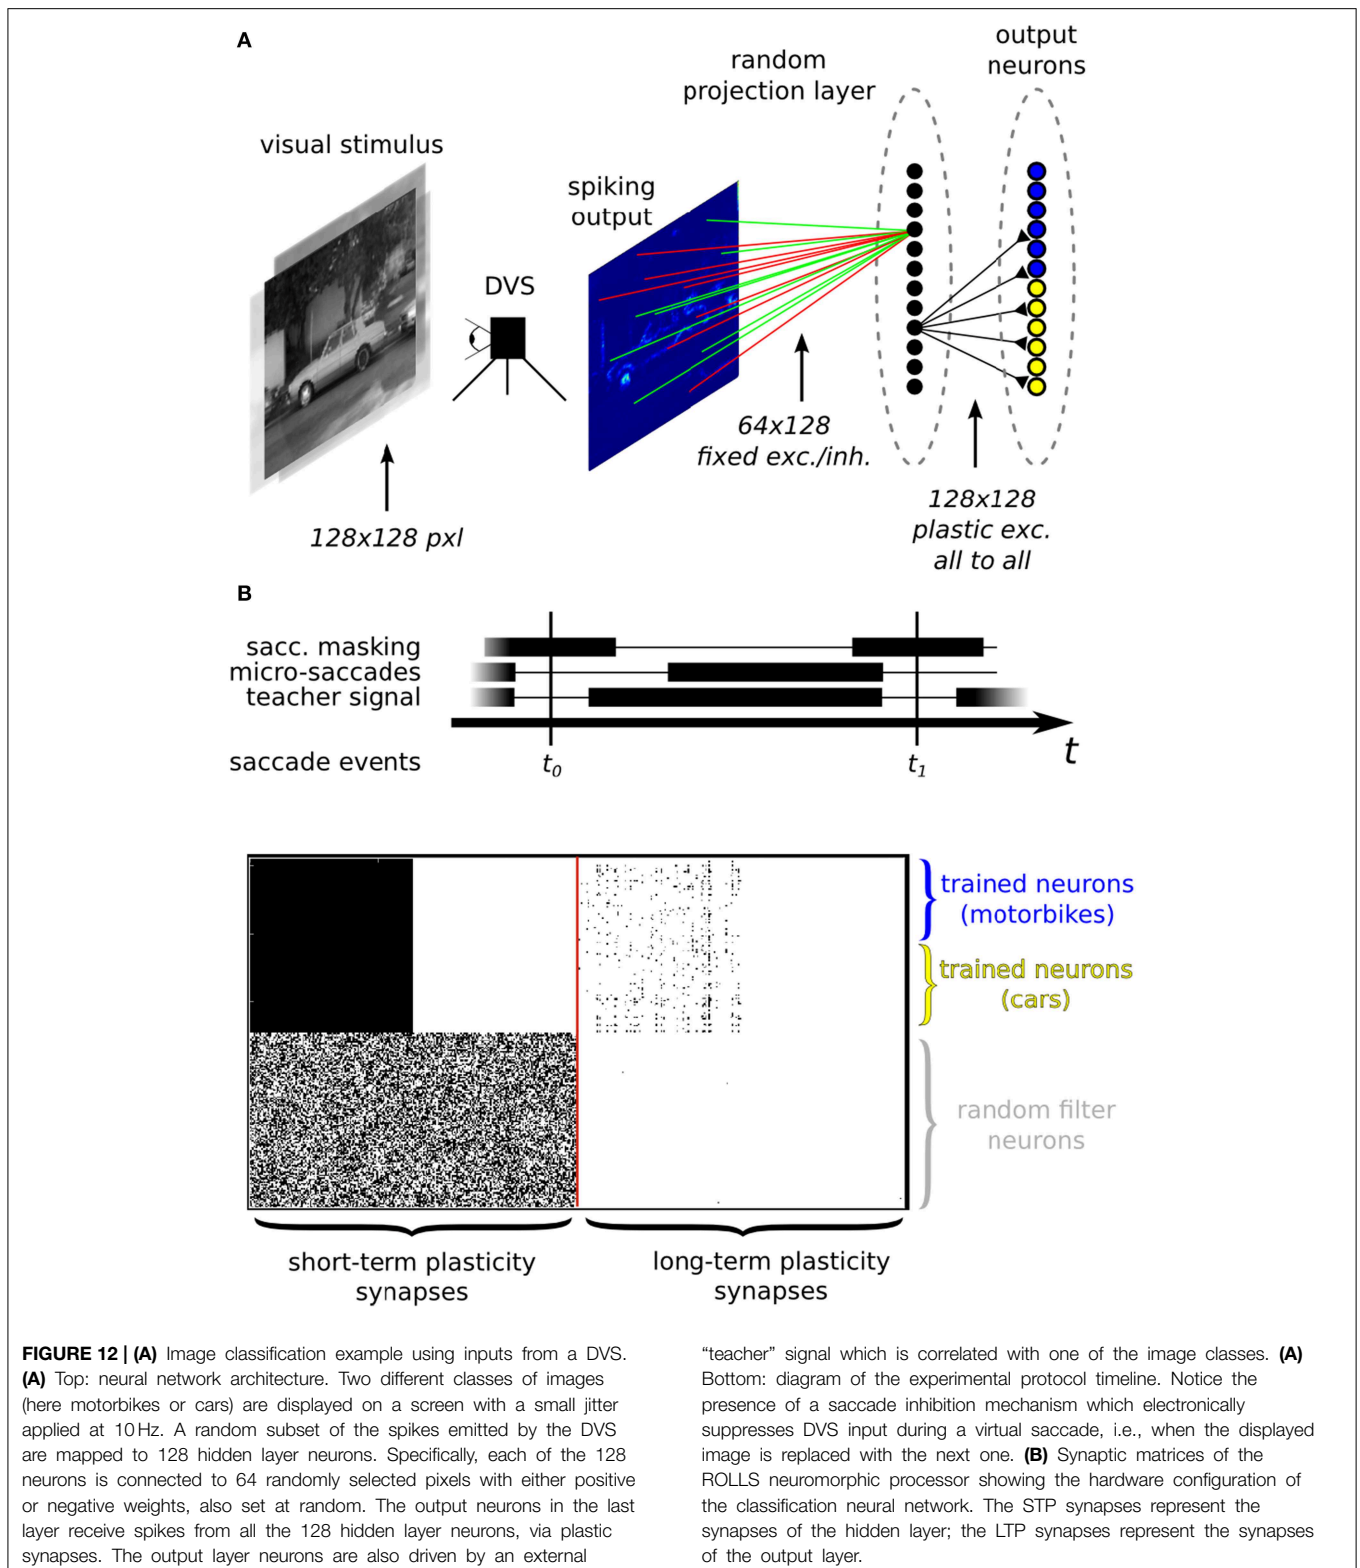 A
output
neurons
random
projection layer
visual stimulus
spiking
output
DVS
64x128
fixed exc./inh.
128x128
plastic exc.
all to all
128x128 pxl
B
sacc. masking
micro-saccades
teacher signal
saccade events
t0
t1
t
trained neurons
(motorbikes)
trained neurons
(cars)
random filter
neurons
short-term plasticity
synapses
long-term plasticity
synapses
FIGURE 12 | (A) Image classification example using inputs from a DVS.
(A) Top: neural network architecture. Two different classes of images
(here motorbikes or cars) are displayed on a screen with a small jitter
applied at 10 Hz. A random subset of the spikes emitted by the DVS
are mapped to 128 hidden layer neurons. Specifically, each of the 128
neurons is connected to 64 randomly selected pixels with either positive
or negative weights, also set at random. The output neurons in the last
layer receive spikes from all the 128 hidden layer neurons, via plastic
synapses. The output layer neurons are also driven by an external
“teacher” signal which is correlated with one of the image classes. (A)
Bottom: diagram of the experimental protocol timeline. Notice the
presence of a saccade inhibition mechanism which electronically
suppresses DVS input during a virtual saccade, i.e., when the displayed
image is replaced with the next one. (B) Synaptic matrices of the
ROLLS neuromorphic processor showing the hardware configuration of
the classification neural network. The STP synapses represent the
synapses of the hidden layer; the LTP synapses represent the synapses
of the output layer.